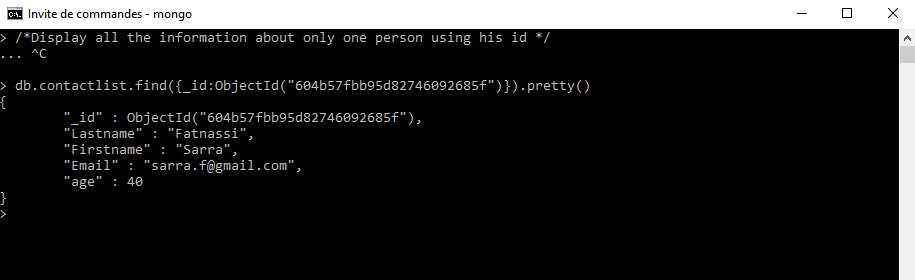 Invite de commandes - mongo
> /*Display all the information about only one person using his id */
... ^C
> db.contactlist.find({_id:ObjectId("604b57fbb95d82746092685f")}).pretty()
{
"_id" : ObjectId("604b57fbb95d82746092685f"),
"Lastname" : "Fatnassi",
"Firstname" : "Sarra",
"Email" : "sarra.f@gmail.com",
"age" : 40
}
>